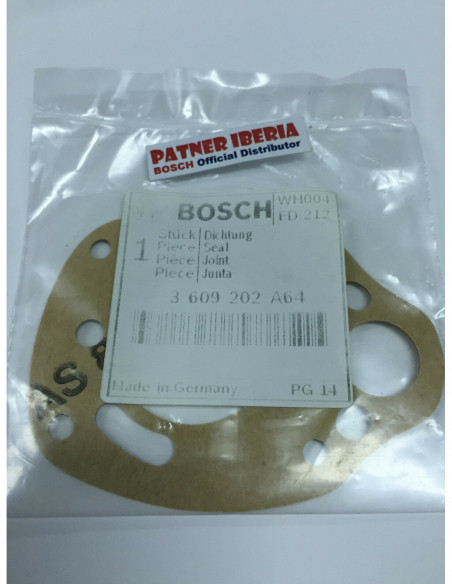 PATNER IBERIA
BOSCH Official Distributor
BOSCH
WH004
FD 212
1
Stück Dichtung
Piece Seal
Pièce Joint
Piece Junta
3 609 202 A64
Made in Germany
PG 14